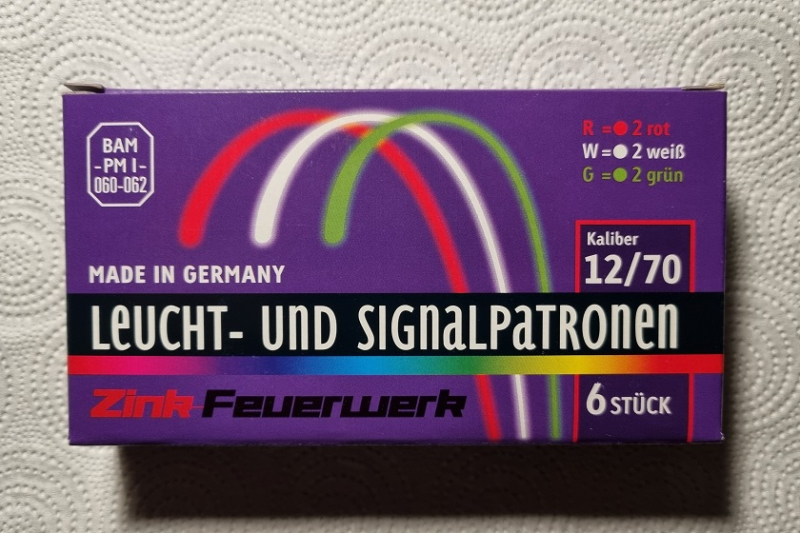 BAM
-PM I-
060-062
R = 2 rot
W = 2 weiß
G = 2 grün
Kaliber
12/70
MADE IN GERMANY
LEUCHT- UND SIGNALPATRONEN
Zink-Feuerwerk
6 STÜCK